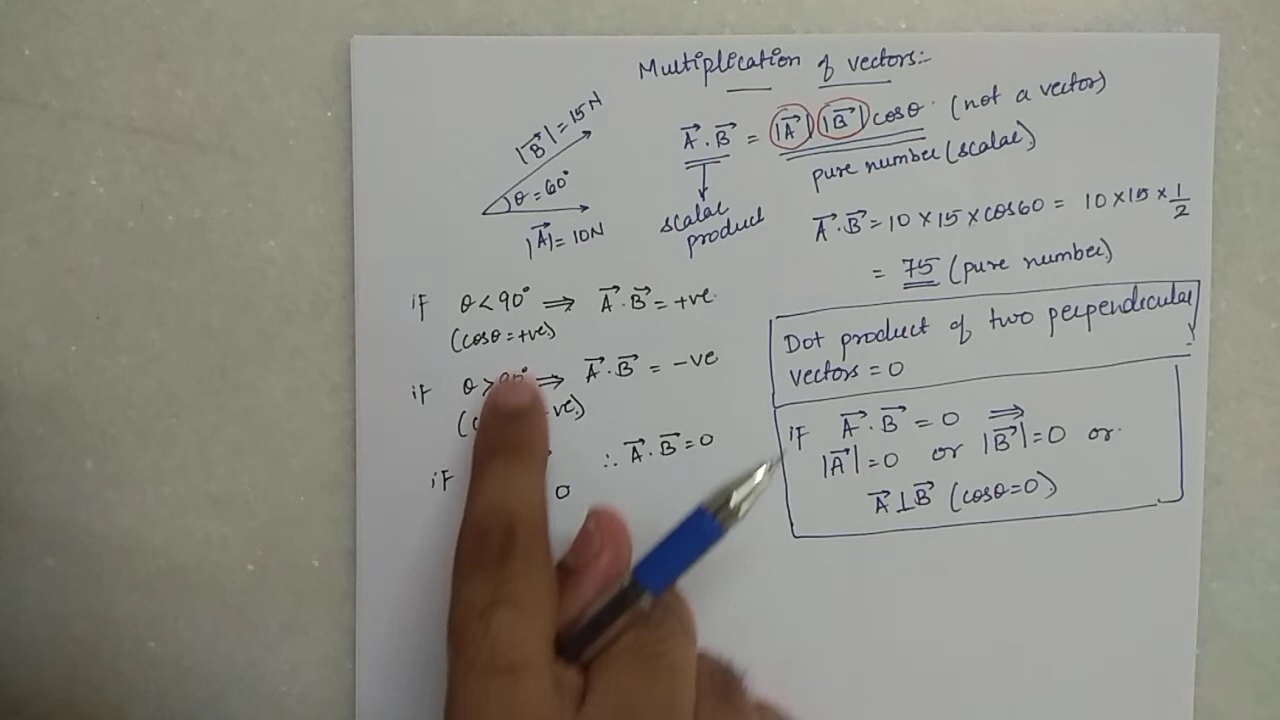 Multiplication of vectors:-
|B⃗| = 15N
θ = 60°
|A⃗| = 10N
A⃗ . B⃗ = |A⃗| |B⃗| cosθ. (not a vector)
scalar product
pure number (scalar)
A⃗ . B⃗ = 10 × 15 × cos60 = 10 × 15 × 1/2
= 75 (pure number)
if θ < 90° ⇒ A⃗ . B⃗ = +ve.
(cosθ = +ve)
if θ > ⇒ A⃗ . B⃗ = -ve
ve)
if
0
∴ A⃗ . B⃗ = 0
Dot product of two perpendicular
vectors = 0
if A⃗ . B⃗ = 0 ⇒
|A⃗| = 0 or |B⃗| = 0 or.
A⃗ ⊥ B⃗ (cosθ=0)